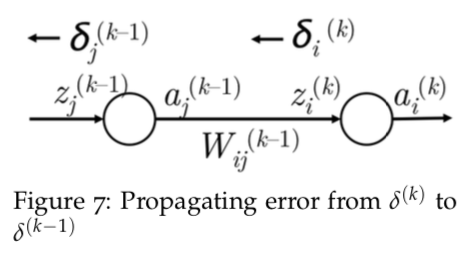 ← δ_j^(k-1) ← δ_i^(k)
z_j^(k-1) a_j^(k-1) z_i^(k) a_i^(k)
W_ij^(k-1)
Figure 7: Propagating error from δ^(k) to
δ^(k-1)